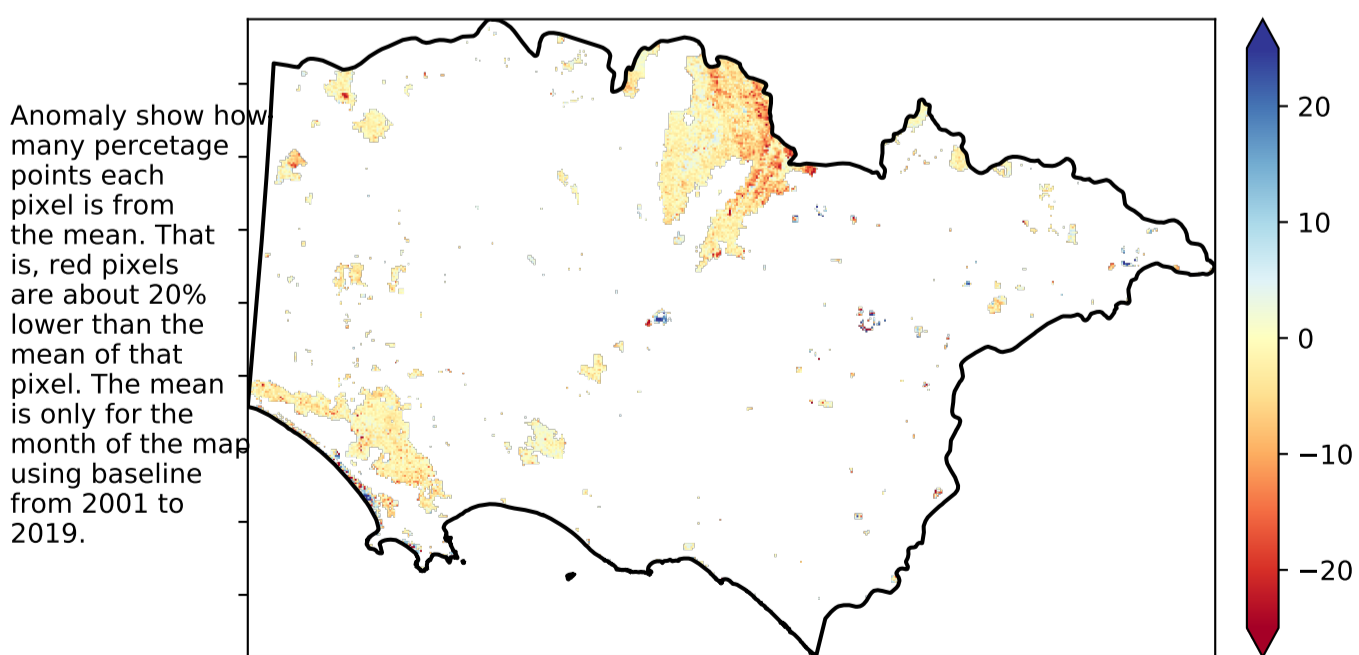 Anomaly show how
many percetage
points each
pixel is from
the mean. That
is, red pixels
are about 20%
lower than the
mean of that
pixel. The mean
is only for the
month of the map
using baseline
from 2001 to
2019.
20
10
0
−10
−20